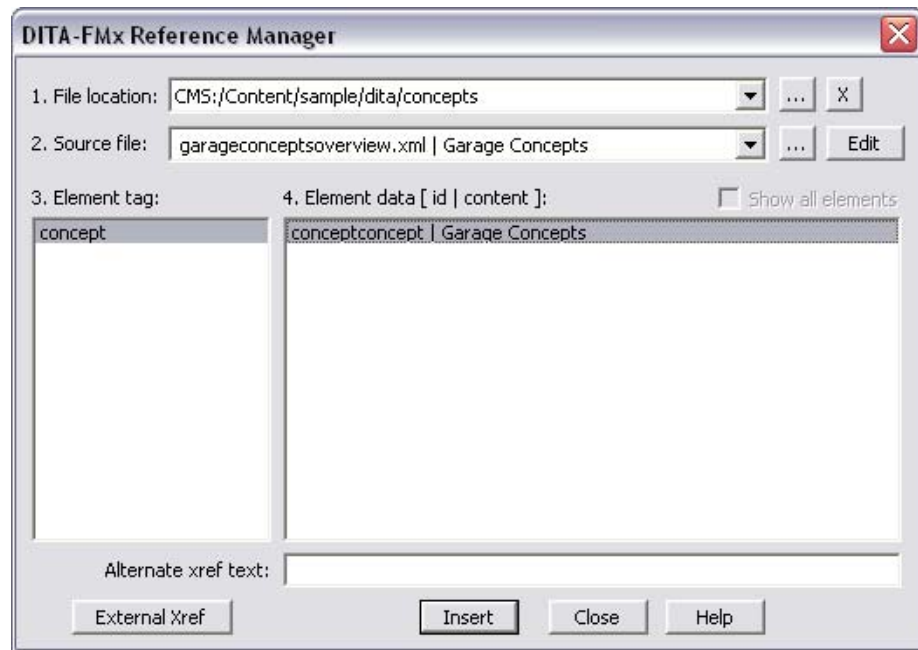 DITA-FMx Reference Manager
1. File location: CMS:/Content/sample/dita/concepts ... X
2. Source file: garageconceptsoverview.xml | Garage Concepts ... Edit
3. Element tag: 4. Element data [ id | content ]: Show all elements
concept conceptconcept | Garage Concepts
Alternate xref text:
External Xref Insert Close Help